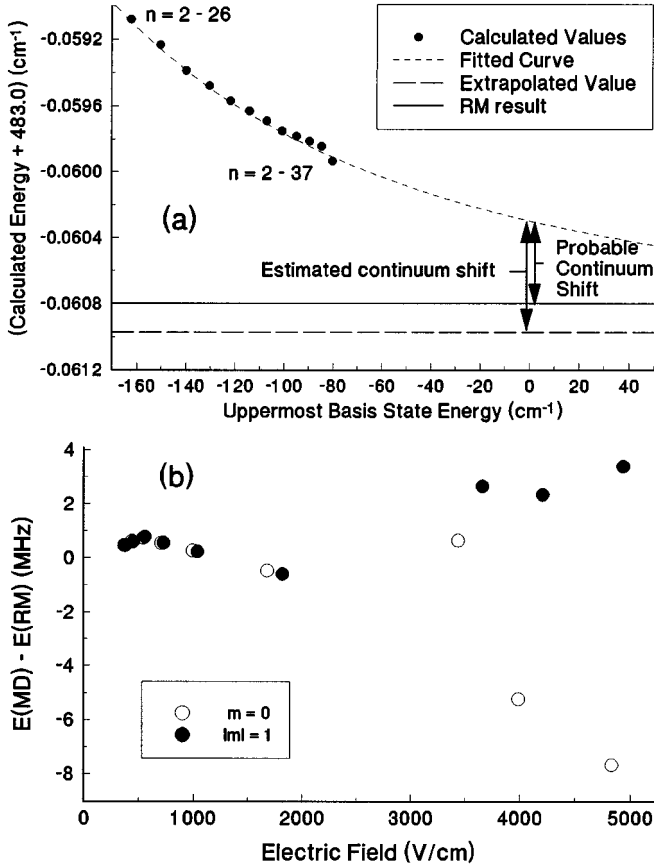 (a)
n = 2 - 26
n = 2 - 37
Calculated Values
Fitted Curve
Extrapolated Value
RM result
Estimated continuum shift
Probable
Continuum
Shift
(Calculated Energy + 483.0) (cm⁻¹)
-0.0592
-0.0596
-0.0600
-0.0604
-0.0608
-0.0612
-160 -140 -120 -100 -80 -60 -40 -20 0 20 40
Uppermost Basis State Energy (cm⁻¹)
(b)
E(MD) - E(RM) (MHz)
4
2
0
-2
-4
-6
-8
m = 0
lml = 1
0 1000 2000 3000 4000 5000
Electric Field (V/cm)